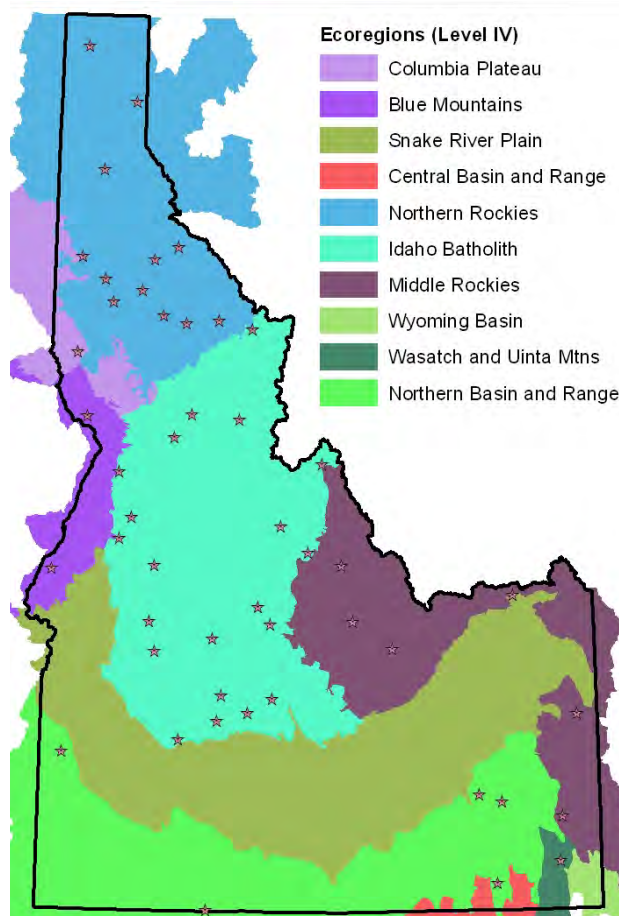 Ecoregions (Level IV)
Columbia Plateau
Blue Mountains
Snake River Plain
Central Basin and Range
Northern Rockies
Idaho Batholith
Middle Rockies
Wyoming Basin
Wasatch and Uinta Mtns
Northern Basin and Range